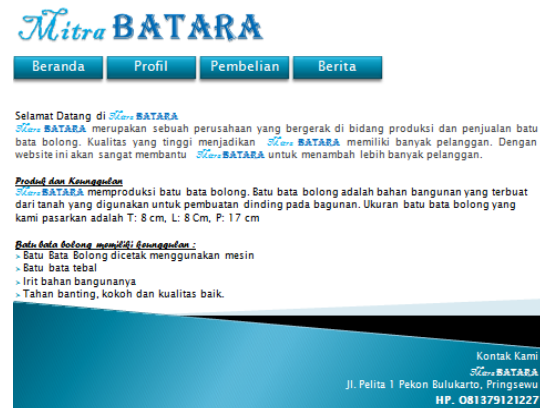 Mitra BATARA
Beranda Profil Pembelian Berita
Selamat Datang di Mitra BATARA
Mitra BATARA merupakan sebuah perusahaan yang bergerak di bidang produksi dan penjualan batu
bata bolong. Kualitas yang tinggi menjadikan Mitra BATARA memiliki banyak pelanggan. Dengan
website ini akan sangat membantu Mitra BATARA untuk menambah lebih banyak pelanggan.
Produk dan Keunggulan
Mitra BATARA memproduksi batu bata bolong. Batu bata bolong adalah bahan bangunan yang terbuat
dari tanah yang digunakan untuk pembuatan dinding pada bagunan. Ukuran batu bata bolong yang
kami pasarkan adalah T: 8 cm, L: 8 Cm, P: 17 cm
Batu bata bolong memiliki keunggulan :
> Batu Bata Bolong dicetak menggunakan mesin
> Batu bata tebal
> Irit bahan bangunanya
> Tahan banting, kokoh dan kualitas baik.
Kontak Kami
Mitra BATARA
Jl. Pelita 1 Pekon Bulukarto, Pringsewu
HP. 081379121227